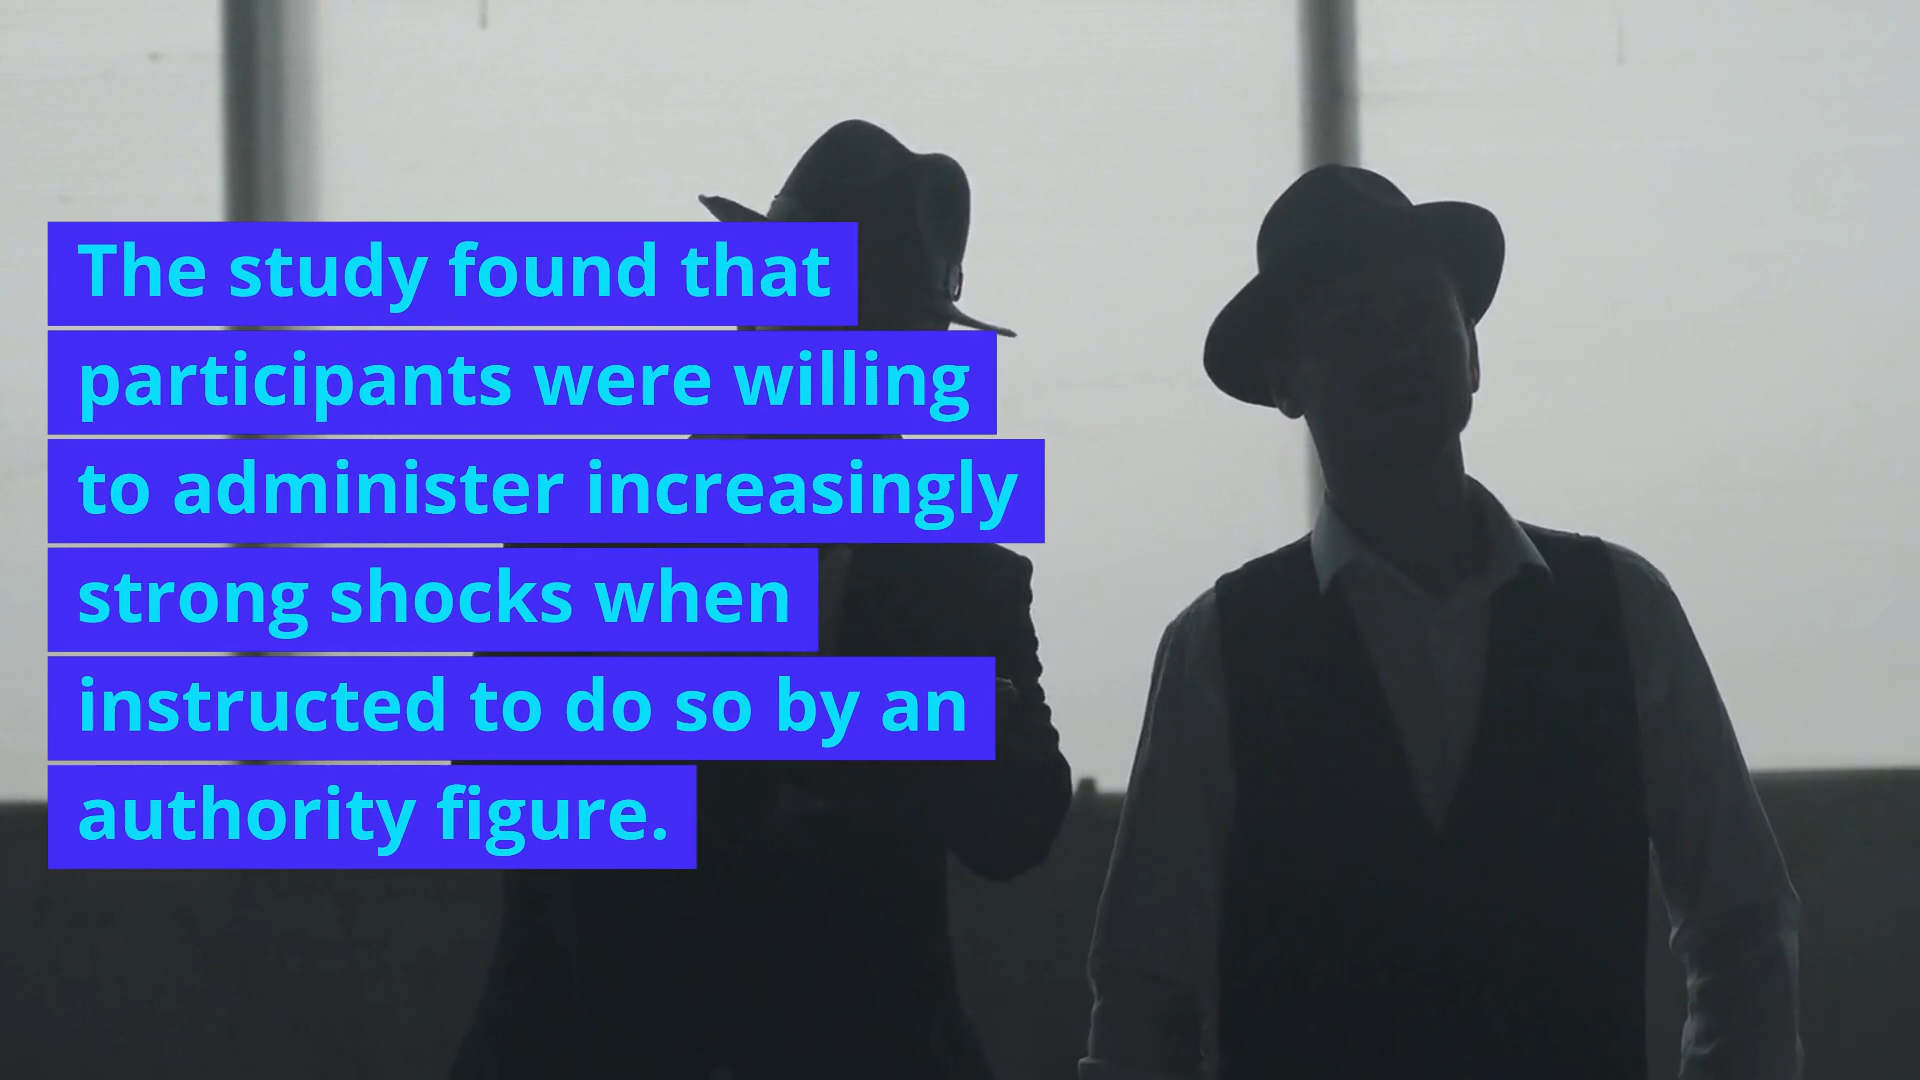 The study found that
participants were willing
to administer increasingly
strong shocks when
instructed to do so by an
authority figure.